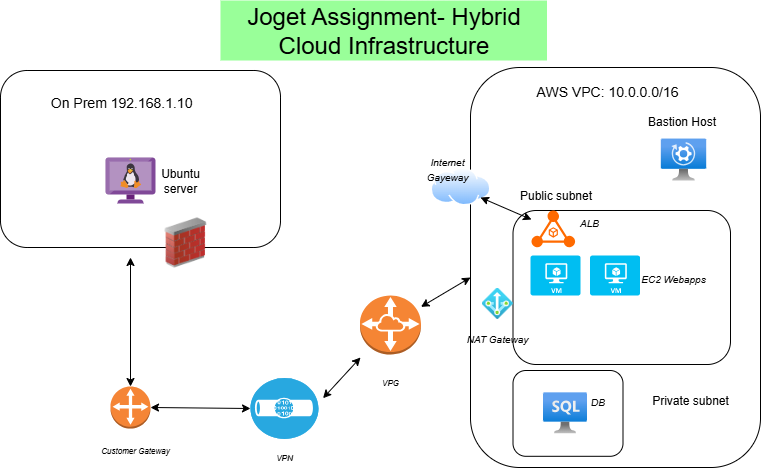 Joget Assignment- Hybrid
Cloud Infrastructure
On Prem 192.168.1.10
Ubuntu
server
AWS VPC: 10.0.0.0/16
Bastion Host
Internet
Gayeway
Public subnet
ALB
VM
VM
EC2 Webapps
NAT Gateway
VPG
Customer Gateway
VPN
SQL
DB
Private subnet